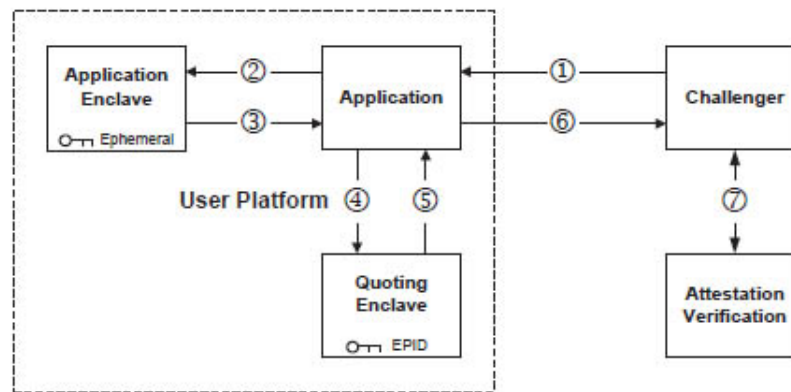 Application
Enclave
Ephemeral
②
③
Application
①
⑥
Challenger
User Platform
④
⑤
⑦
Quoting
Enclave
EPID
Attestation
Verification